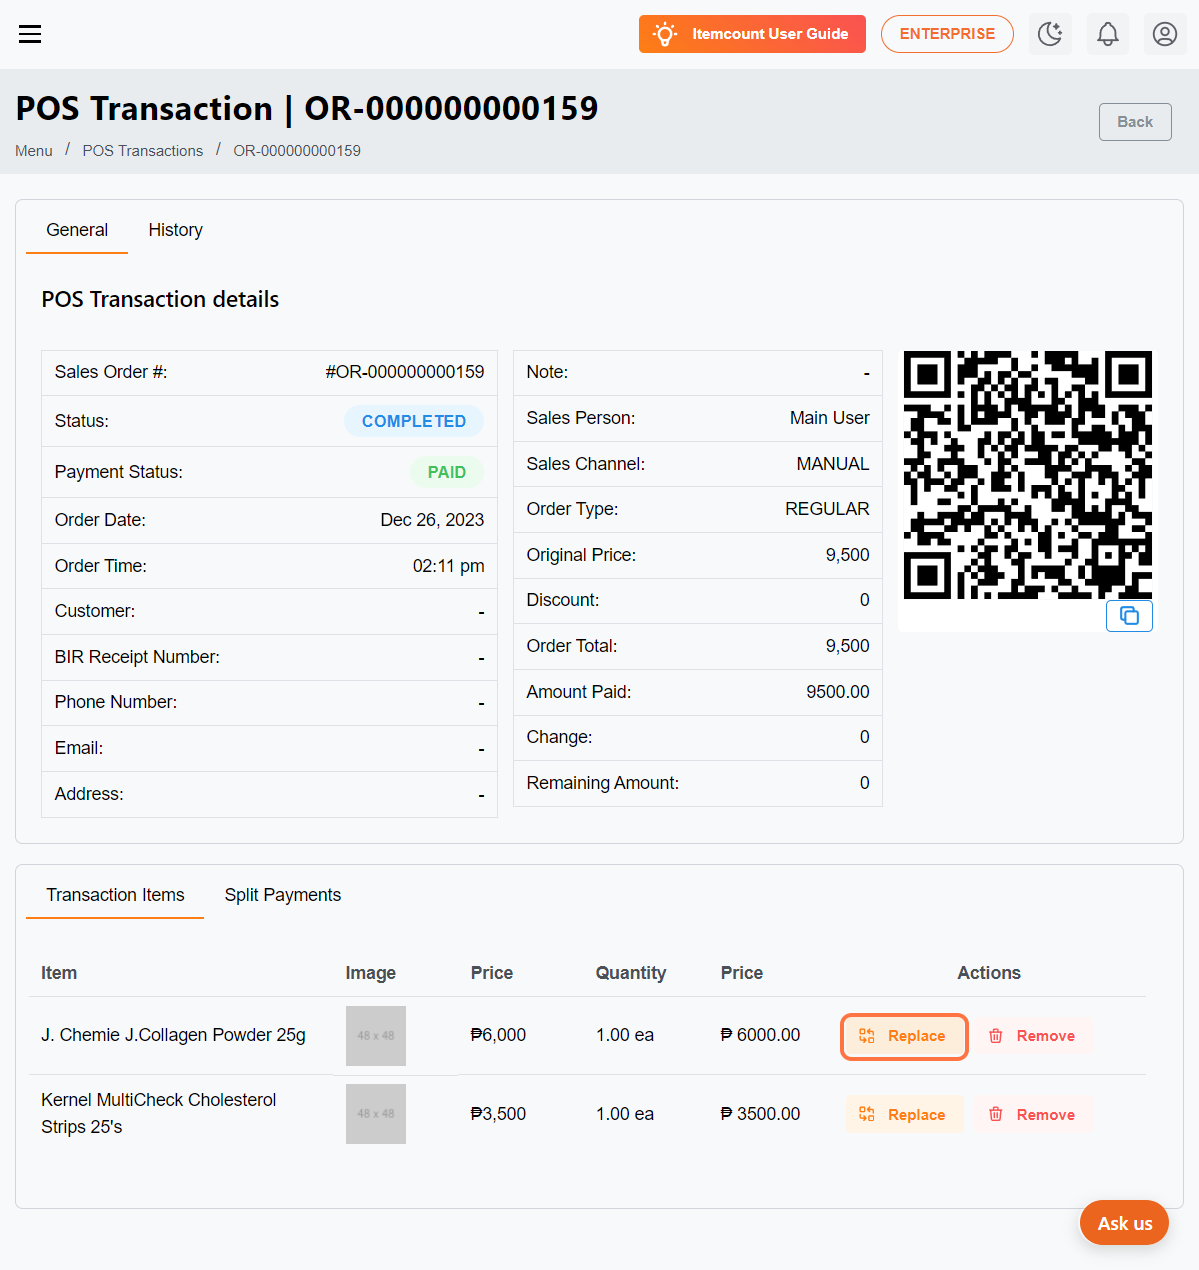 Itemcount User Guide
ENTERPRISE
POS Transaction | OR-000000000159
Back
Menu / POS Transactions / OR-000000000159
General History
POS Transaction details
Sales Order #: #OR-000000000159
Status: COMPLETED
Payment Status: PAID
Order Date: Dec 26, 2023
Order Time: 02:11 pm
Customer: -
BIR Receipt Number: -
Phone Number: -
Email: -
Address: -
Note: -
Sales Person: Main User
Sales Channel: MANUAL
Order Type: REGULAR
Original Price: 9,500
Discount: 0
Order Total: 9,500
Amount Paid: 9500.00
Change: 0
Remaining Amount: 0
Transaction Items Split Payments
Item Image Price Quantity Price Actions
J. Chemie J.Collagen Powder 25g 48 x 48 ₱6,000 1.00 ea ₱ 6000.00 Replace Remove
Kernel MultiCheck Cholesterol
Strips 25's 48 x 48 ₱3,500 1.00 ea ₱ 3500.00 Replace Remove
Ask us